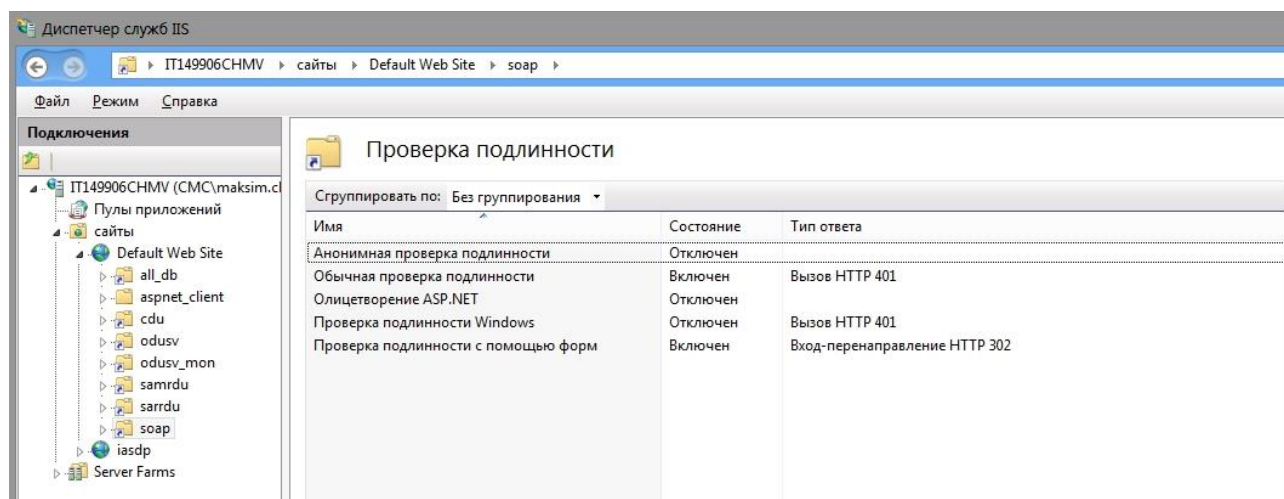 Диспетчер служб IIS
IT149906CHMV сайты Default Web Site soap
Файл Режим Справка
Подключения
IT149906CHMV (CMC\maksim.cl
Пулы приложений
сайты
Default Web Site
all_db
aspnet_client
cdu
odusv
odusv_mon
samrdu
sarrdu
soap
iasdp
Server Farms
Проверка подлинности
Сгруппировать по: Без группирования
Имя Состояние Тип ответа
Анонимная проверка подлинности Отключен
Обычная проверка подлинности Включен Вызов HTTP 401
Олицетворение ASP.NET Отключен
Проверка подлинности Windows Отключен Вызов HTTP 401
Проверка подлинности с помощью форм Включен Вход-перенаправление HTTP 302